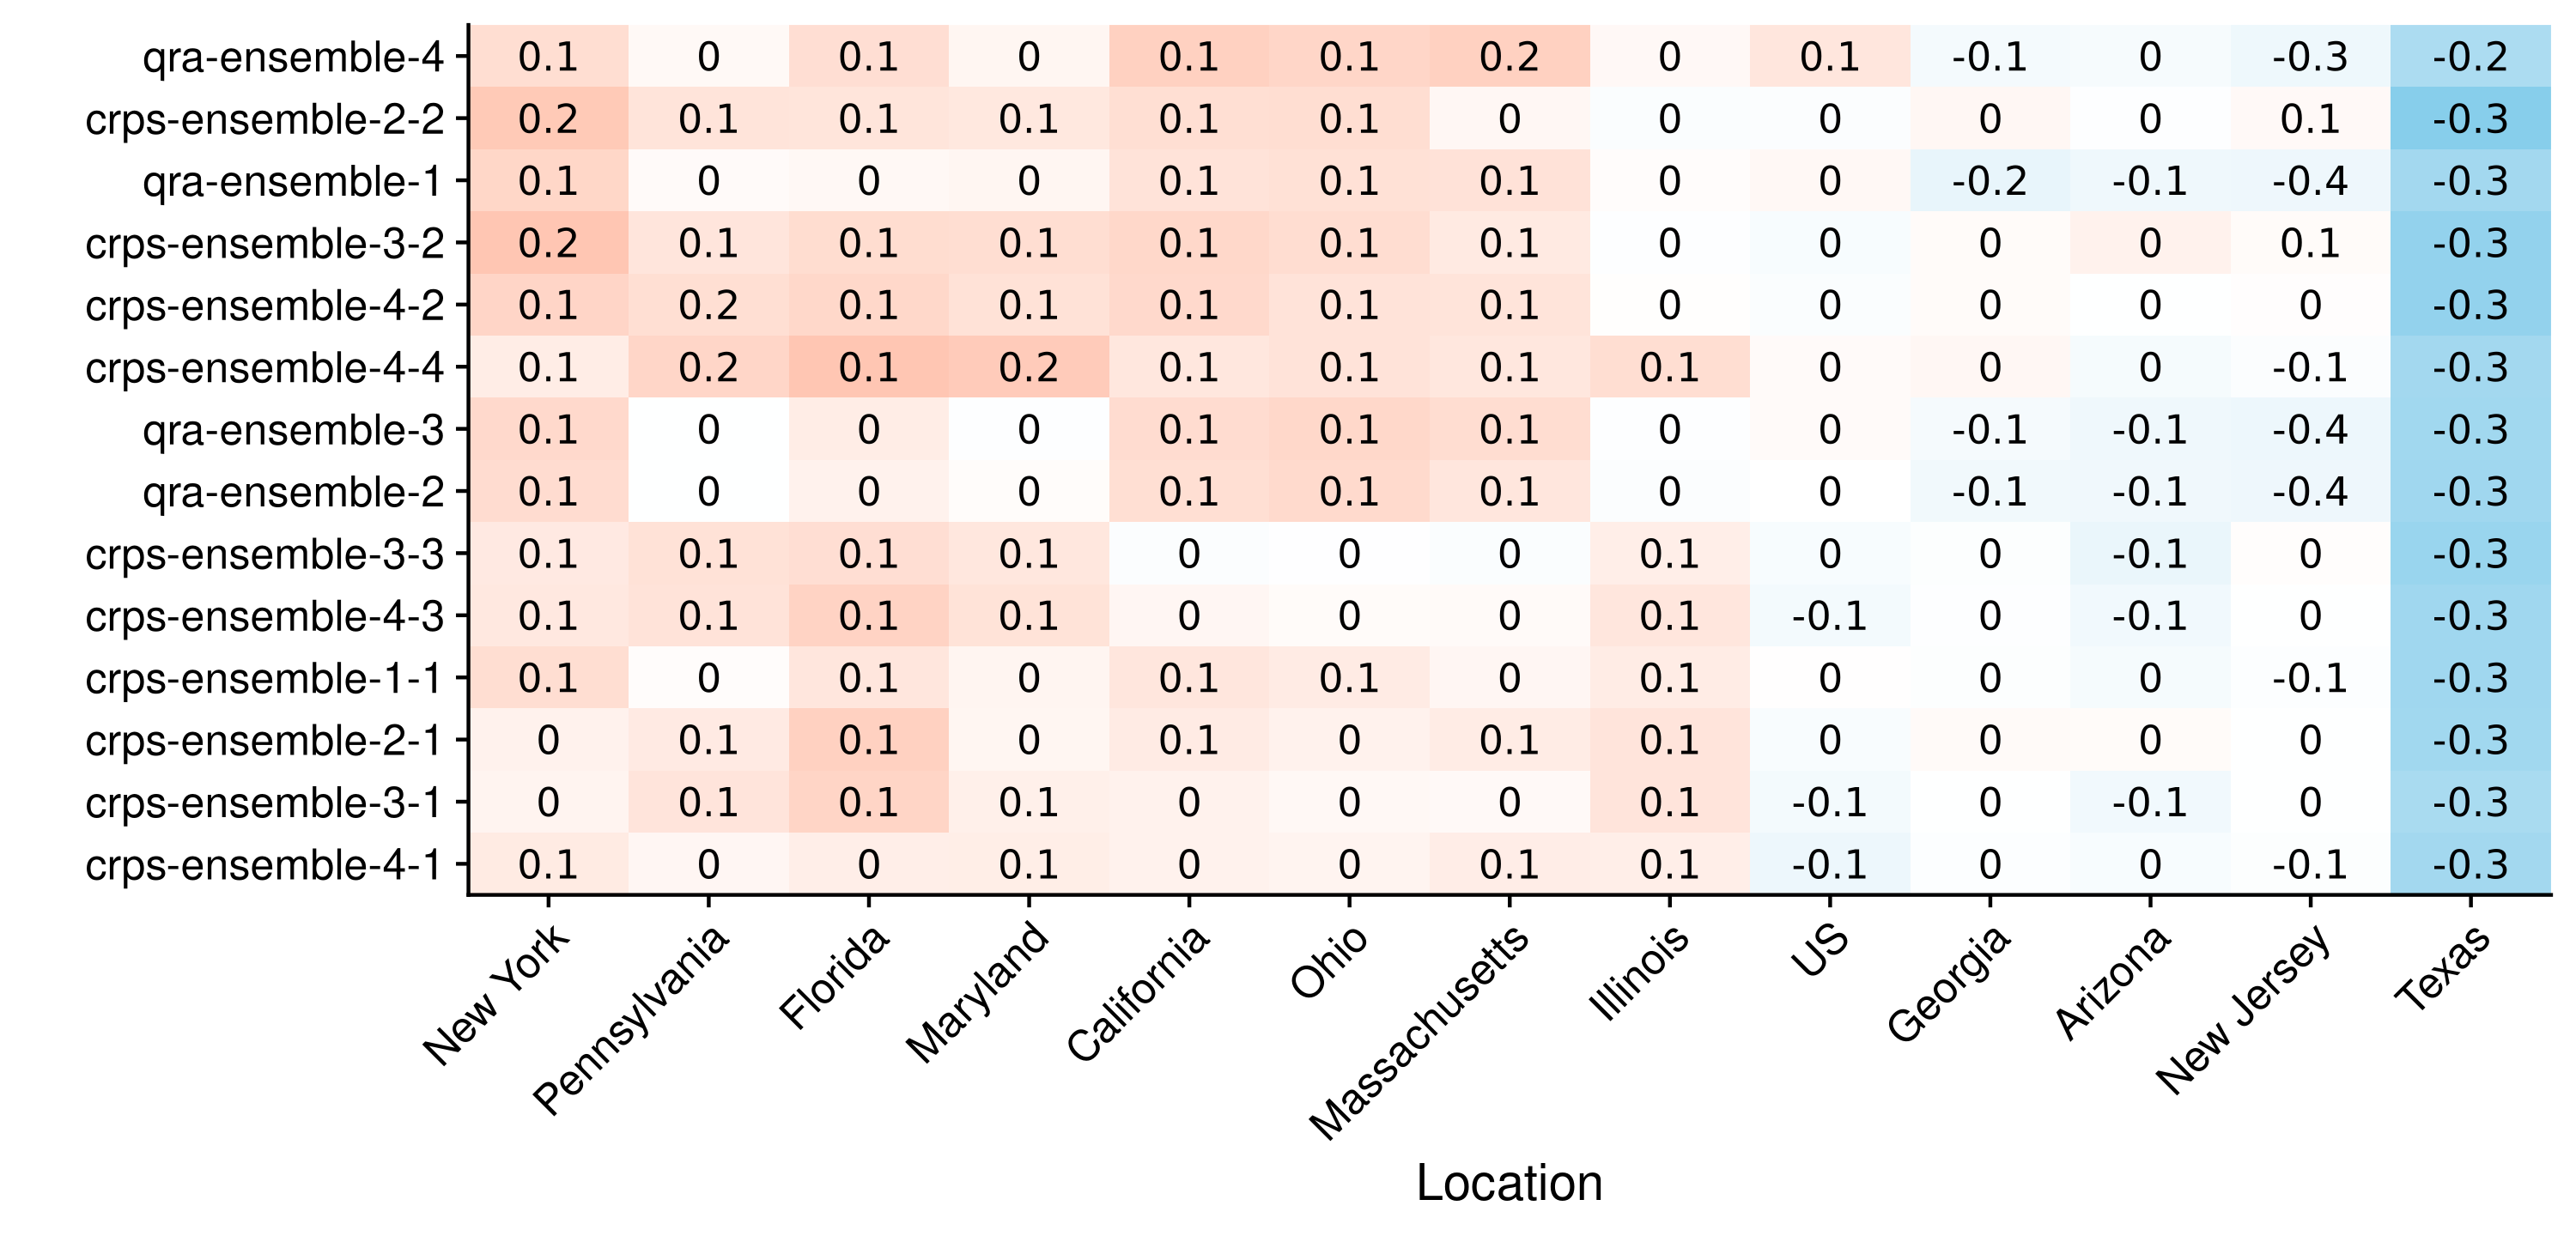 qra-ensemble-4 0.1 0 0.1 0 0.1 0.1 0.2 0 0.1 -0.1 0 -0.3 -0.2
crps-ensemble-2-2 0.2 0.1 0.1 0.1 0.1 0.1 0 0 0 0 0 0.1 -0.3
qra-ensemble-1 0.1 0 0 0 0.1 0.1 0.1 0 0 -0.2 -0.1 -0.4 -0.3
crps-ensemble-3-2 0.2 0.1 0.1 0.1 0.1 0.1 0.1 0 0 0 0 0.1 -0.3
crps-ensemble-4-2 0.1 0.2 0.1 0.1 0.1 0.1 0.1 0 0 0 0 0 -0.3
crps-ensemble-4-4 0.1 0.2 0.1 0.2 0.1 0.1 0.1 0.1 0 0 0 -0.1 -0.3
qra-ensemble-3 0.1 0 0 0 0.1 0.1 0.1 0 0 -0.1 -0.1 -0.4 -0.3
qra-ensemble-2 0.1 0 0 0 0.1 0.1 0.1 0 0 -0.1 -0.1 -0.4 -0.3
crps-ensemble-3-3 0.1 0.1 0.1 0.1 0 0 0 0.1 0 0 -0.1 0 -0.3
crps-ensemble-4-3 0.1 0.1 0.1 0.1 0 0 0 0.1 -0.1 0 -0.1 0 -0.3
crps-ensemble-1-1 0.1 0 0.1 0 0.1 0.1 0 0.1 0 0 0 -0.1 -0.3
crps-ensemble-2-1 0 0.1 0.1 0 0.1 0 0.1 0.1 0 0 0 0 -0.3
crps-ensemble-3-1 0 0.1 0.1 0.1 0 0 0 0.1 -0.1 0 -0.1 0 -0.3
crps-ensemble-4-1 0.1 0 0 0.1 0 0 0.1 0.1 -0.1 0 0 -0.1 -0.3
New York Pennsylvania Florida Maryland California Ohio Massachusetts Illinois US Georgia Arizona New Jersey Texas
Location